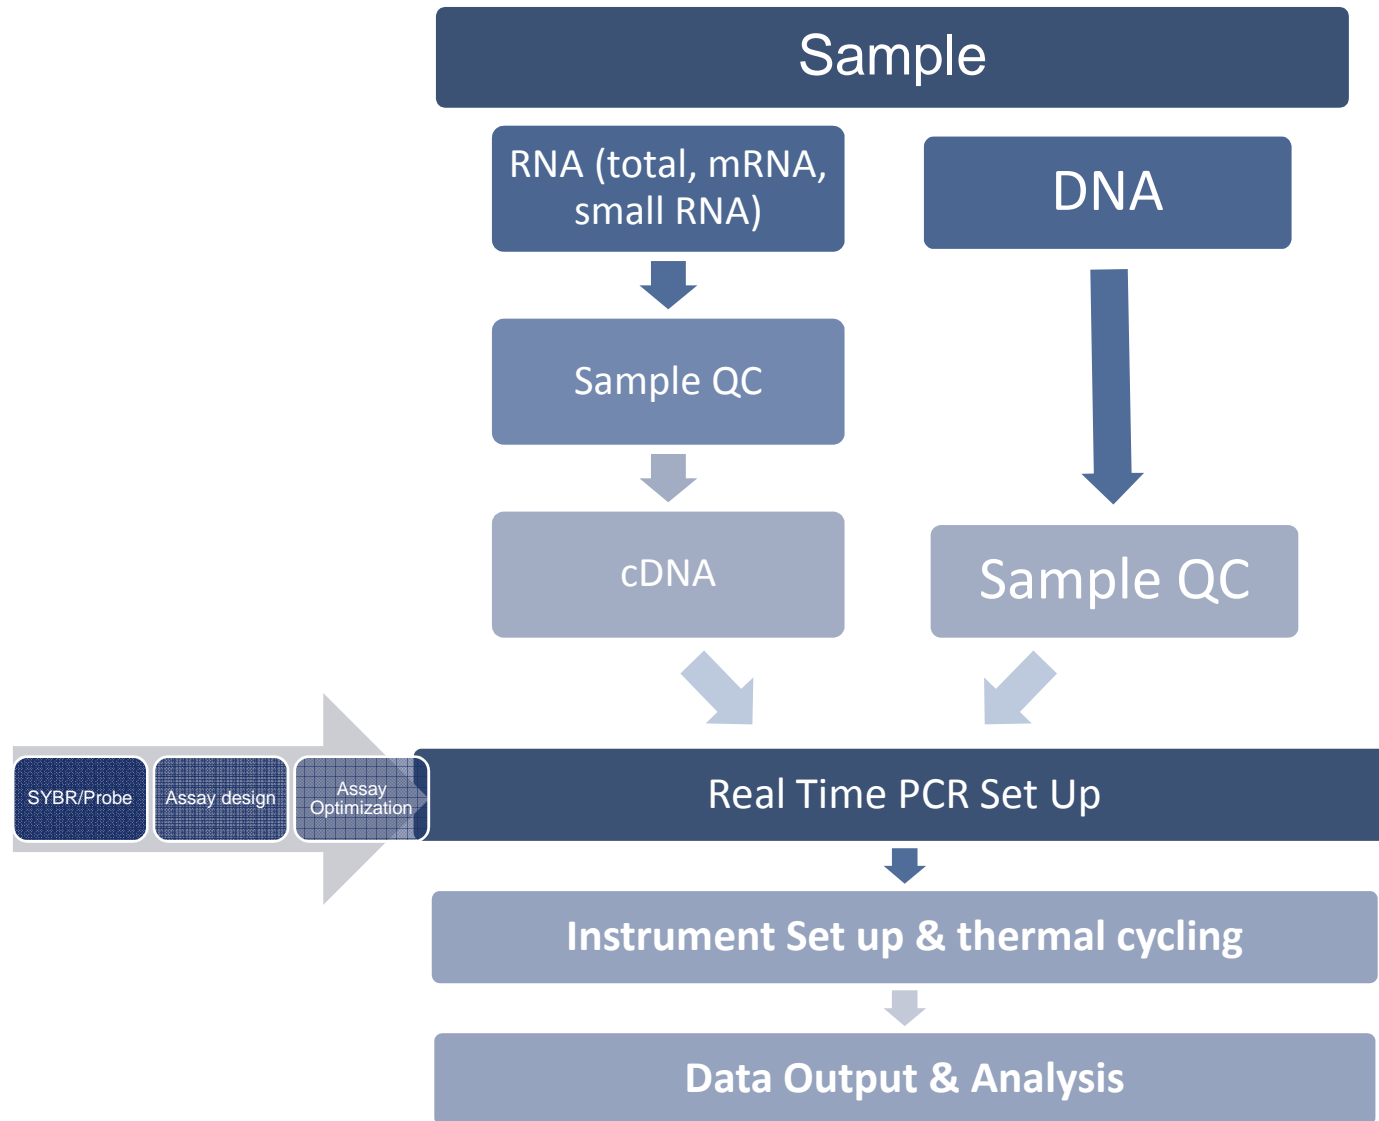 Sample
RNA (total, mRNA,
small RNA)
DNA
Sample QC
cDNA
Sample QC
SYBR/Probe
Assay design
Assay
Optimization
Real Time PCR Set Up
Instrument Set up & thermal cycling
Data Output & Analysis